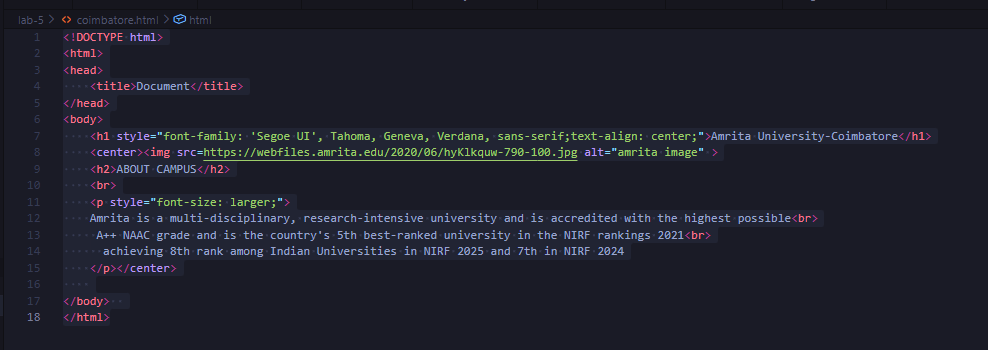 lab-5 > coimbatore.html > html
1 <!DOCTYPE html>
2 <html>
3 <head>
4     <title>Document</title>
5 </head>
6 <body>
7     <h1 style="font-family: 'Segoe UI', Tahoma, Geneva, Verdana, sans-serif;text-align: center;">Amrita University-Coimbatore</h1>
8     <center><img src=https://webfiles.amrita.edu/2020/06/hyKlkquw-790-100.jpg alt="amrita image" >
9     <h2>ABOUT CAMPUS</h2>
10     <br>
11     <p style="font-size: larger;">
12     Amrita is a multi-disciplinary, research-intensive university and is accredited with the highest possible<br>
13      A++ NAAC grade and is the country's 5th best-ranked university in the NIRF rankings 2021<br>
14       achieving 8th rank among Indian Universities in NIRF 2025 and 7th in NIRF 2024
15     </p></center>
16
17 </body>
18 </html>